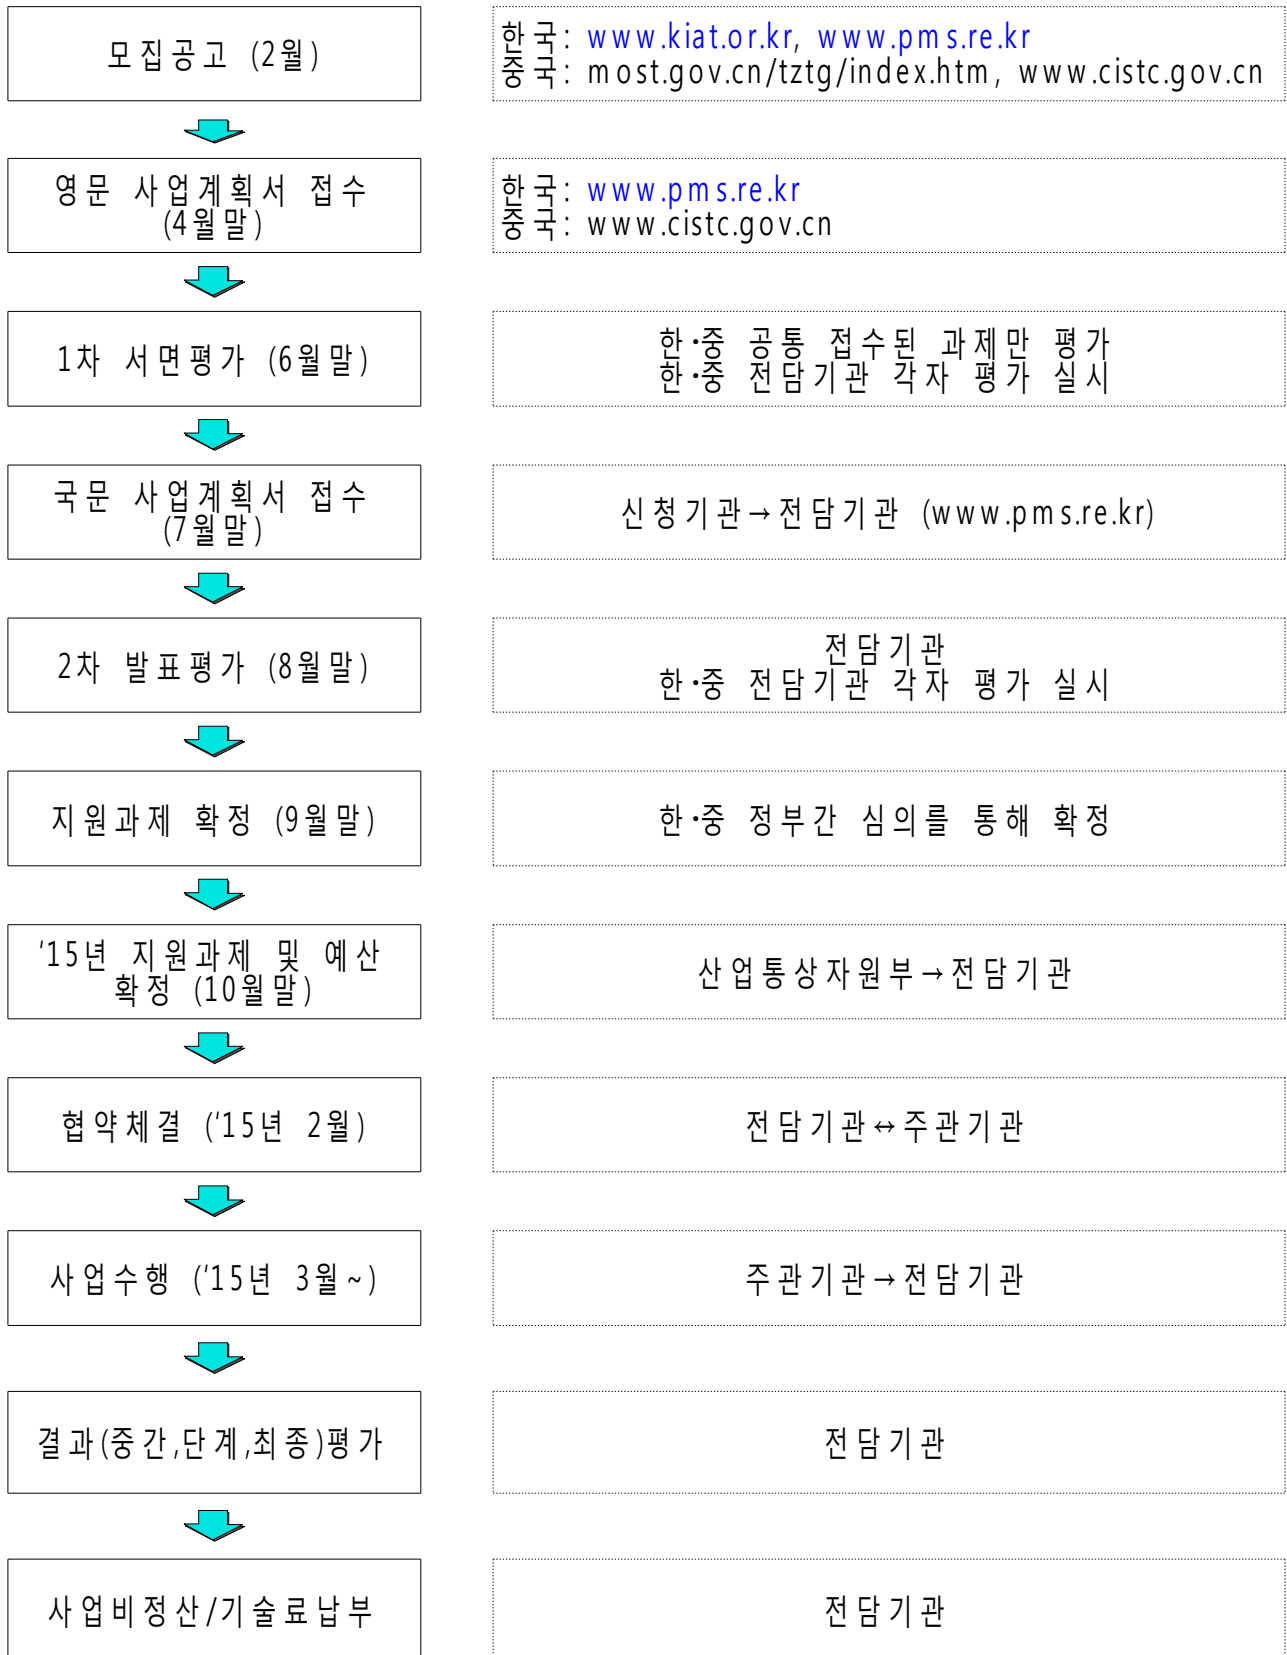 모집공고 (2월)
한국: www.kiat.or.kr, www.pms.re.kr
중국: most.gov.cn/tztg/index.htm, www.cistc.gov.cn
영문 사업계획서 접수
(4월말)
한국: www.pms.re.kr
중국: www.cistc.gov.cn
1차 서면평가 (6월말)
한·중 공통 접수된 과제만 평가
한·중 전담기관 각자 평가 실시
국문 사업계획서 접수
(7월말)
신청기관→전담기관 (www.pms.re.kr)
2차 발표평가 (8월말)
전담기관
한·중 전담기관 각자 평가 실시
지원과제 확정 (9월말)
한·중 정부간 심의를 통해 확정
‘15년 지원과제 및 예산
확정 (10월말)
산업통상자원부→전담기관
협약체결 (‘15년 2월)
전담기관↔주관기관
사업수행 (‘15년 3월~)
주관기관→전담기관
결과(중간,단계,최종)평가
전담기관
사업비정산/기술료납부
전담기관